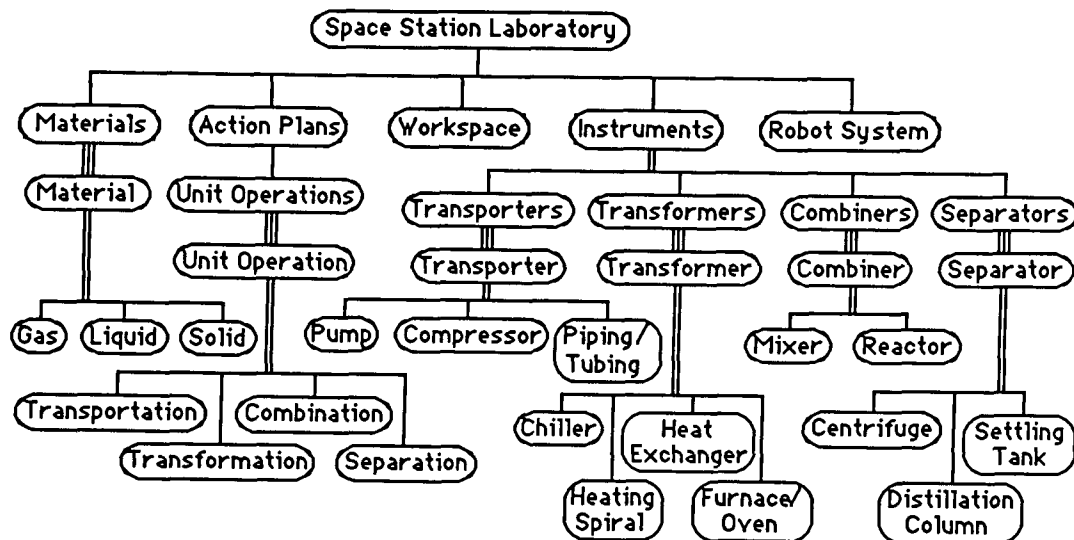 Space Station Laboratory
Materials
Action Plans
Workspace
Instruments
Robot System
Material
Unit Operations
Transporters
Transformers
Combiners
Separators
Unit Operation
Transporter
Transformer
Combiner
Separator
Gas
Liquid
Solid
Pump
Compressor
Piping/
Tubing
Mixer
Reactor
Transportation
Combination
Transformation
Separation
Chiller
Heat
Exchanger
Heating
Spiral
Furnace/
Oven
Centrifuge
Settling
Tank
Distillation
Column